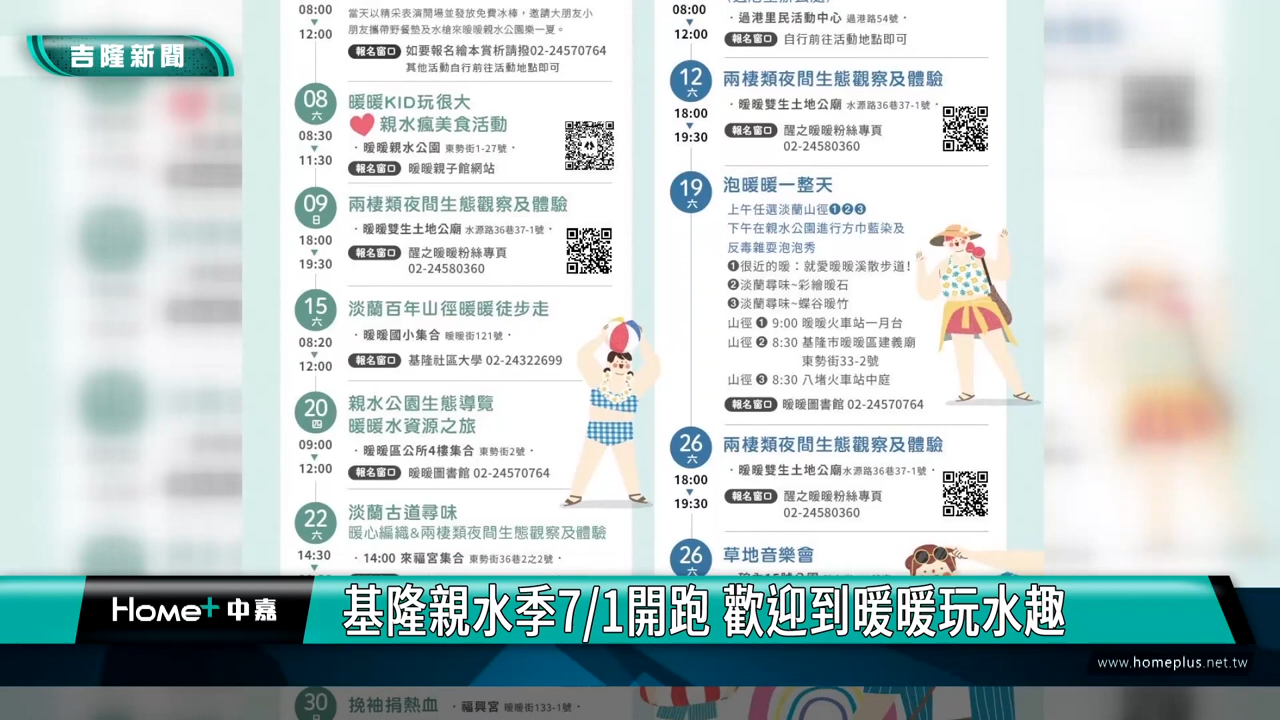 吉隆新聞
08:00
12:00
當天以精采表演開場並發放免費冰棒，邀請大朋友小
朋友攜帶野餐墊及水槍來暖暖親水公園樂一夏。
報名窗口 如要報名繪本賞析請撥02-24570764
其他活動自行前往活動地點即可
08
六
08:30
11:30
暖暖KID玩很大
親水瘋美食活動
·暖暖親水公園 東勢街1-27號·
報名窗口 暖暖親子館網站
09
日
18:00
19:30
兩棲類夜間生態觀察及體驗
·暖暖雙生土地公廟 水源路36巷37-1號·
報名窗口 醒之暖暖粉絲專頁
02-24580360
15
六
08:20
12:00
淡蘭百年山徑暖暖徒步走
·暖暖國小集合 暖暖街121號·
報名窗口 基隆社區大學 02-24322699
20
四
09:00
12:00
親水公園生態導覽
暖暖水資源之旅
·暖暖區公所4樓集合 東勢街2號·
報名窗口 暖暖圖書館 02-24570764
22
六
14:30
淡蘭古道尋味
暖心編織&兩棲類夜間生態觀察及體驗
·14:00 來福宮集合 東勢街36巷2之2號·
30
日
挽袖捐熱血 ·福興宮 暖暖街133-1號·
08:00
12:00
·過港里民活動中心 過港路54號·
報名窗口 自行前往活動地點即可
12
六
18:00
19:30
兩棲類夜間生態觀察及體驗
·暖暖雙生土地公廟 水源路36巷37-1號·
報名窗口 醒之暖暖粉絲專頁
02-24580360
19
六
泡暖暖一整天
上午任選淡蘭山徑❶❷❸
下午在親水公園進行方巾藍染及
反毒雜耍泡泡秀
❶很近的暖：就愛暖暖溪散步道!
❷淡蘭尋味~彩繪暖石
❸淡蘭尋味~蝶谷暖竹
山徑 ❶ 9:00 暖暖火車站一月台
山徑 ❷ 8:30 基隆市暖暖區建義廟
東勢街33-2號
山徑 ❸ 8:30 八堵火車站中庭
報名窗口 暖暖圖書館 02-24570764
26
六
18:00
19:30
兩棲類夜間生態觀察及體驗
·暖暖雙生土地公廟水源路36巷37-1號·
報名窗口 醒之暖暖粉絲專頁
02-24580360
26
六
草地音樂會
Home+中嘉
基隆親水季7/1開跑 歡迎到暖暖玩水趣
www.homeplus.net.tw